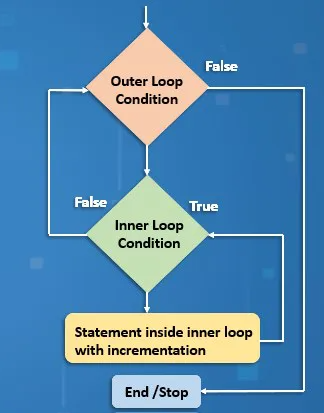 Outer Loop
Condition
False
False
True
Inner Loop
Condition
Statement inside inner loop
with incrementation
End /Stop